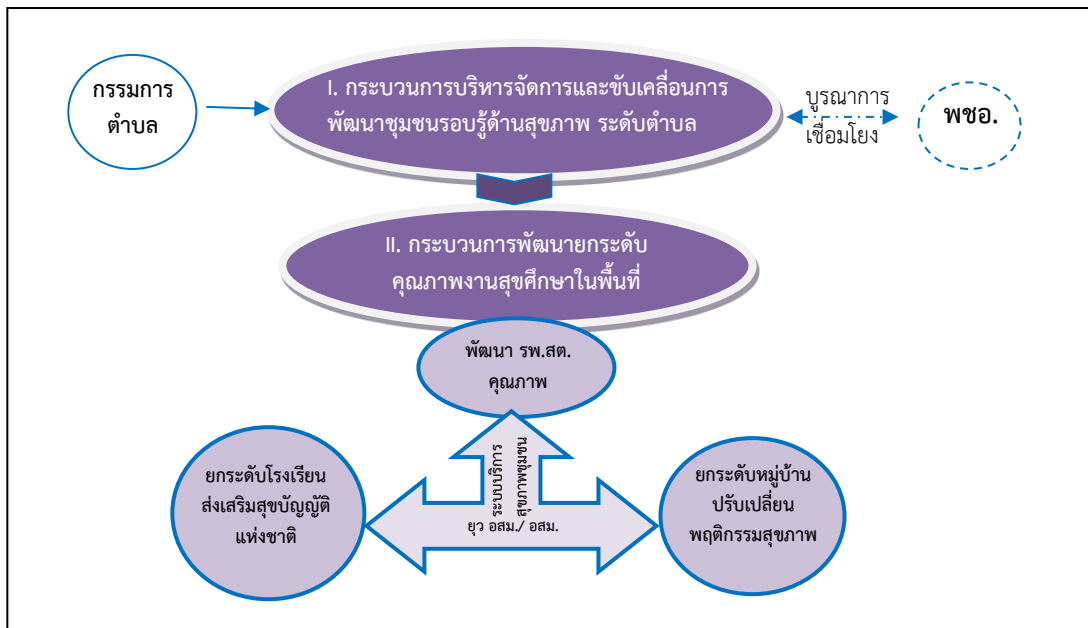 กรรมการ
ตำบล
I. กระบวนการบริหารจัดการและขับเคลื่อนการ
พัฒนาชุมชนรอบรู้ด้านสุขภาพ ระดับตำบล
บูรณาการ
เชื่อมโยง
พชอ.
II. กระบวนการพัฒนายกระดับ
คุณภาพงานสุขศึกษาในพื้นที่
พัฒนา รพ.สต.
คุณภาพ
ระบบบริการ
สุขภาพชุมชน
ยุว อสม./ อสม.
ยกระดับโรงเรียน
ส่งเสริมสุขบัญญัติ
แห่งชาติ
ยกระดับหมู่บ้าน
ปรับเปลี่ยน
พฤติกรรมสุขภาพ